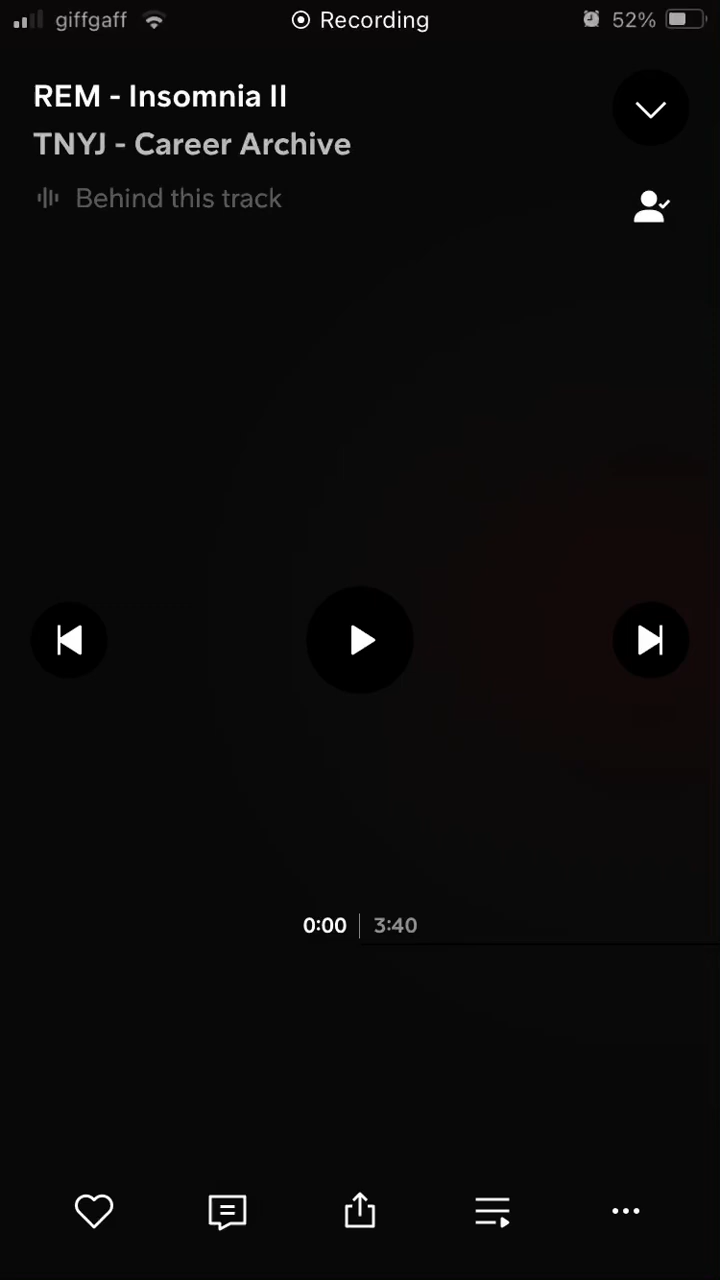 giffgaff
Recording
52%
REM - Insomnia II
TNYJ - Career Archive
Behind this track
0:00
3:40